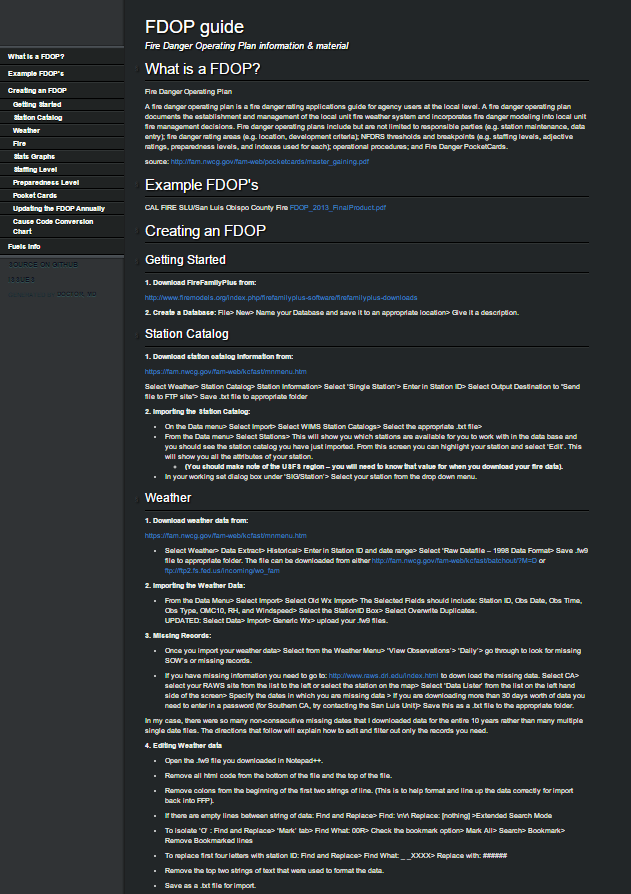 FDOP guide
Fire Danger Operating Plan information & material
What is a FDOP?
Example FDOP's
Creating an FDOP
Getting Started
Station Catalog
Weather
Fire
Stats Graphs
Staffing Level
Preparedness Level
Pocket Cards
Updating the FDOP Annually
Cause Code Conversion
Chart
Fuels Info
SOURCE ON GITHUB
ISSUES
What is a FDOP?
Fire Danger Operating Plan
A fire danger operating plan is a fire danger rating applications guide for agency users at the local level. A fire danger operating plan
documents the establishment and management of the local unit fire weather system and incorporates fire danger modeling into local unit
fire management decisions. Fire danger operating plans include but are not limited to responsible parties (e.g. station maintenance, data
entry); fire danger rating areas (e.g. location, development criteria); NFDRS thresholds and breakpoints (e.g. staffing levels, adjective
ratings, preparedness levels, and indexes used for each); operational procedures; and Fire Danger PocketCards.
source: http://fam.nwcg.gov/fam-web/pocketcards/master_gaining.pdf
Example FDOP's
CAL FIRE SLU/San Luis Obispo County Fire FDOP_2013_FinalProduct.pdf
Creating an FDOP
Getting Started
1. Download FireFamilyPlus from:
http://www.firemodels.org/index.php/firefamilyplus-software/firefamilyplus-downloads
2. Create a Database: File> New> Name your Database and save it to an appropriate location> Give it a description.
Station Catalog
1. Download station catalog information from:
https://fam.nwcg.gov/fam-web/kcfast/mnmenu.htm
Select Weather> Station Catalog> Station Information> Select 'Single Station'> Enter in Station ID> Select Output Destination to "Send
file to FTP site"> Save .txt file to appropriate folder
2. Importing the Station Catalog:
• On the Data menu> Select Import> Select WIMS Station Catalogs> Select the appropriate .txt file>
• From the Data menu> Select Stations> This will show you which stations are available for you to work with in the data base and
you should see the station catalog you have just imported. From this screen you can highlight your station and select 'Edit'. This
will show you all the attributes of your station.
• (You should make note of the USFS region – you will need to know that value for when you download your fire data).
• In your working set dialog box under 'SIG/Station'> Select your station from the drop down menu.
Weather
1. Download weather data from:
https://fam.nwcg.gov/fam-web/kcfast/mnmenu.htm
• Select Weather> Data Extract> Historical> Enter in Station ID and date range> Select 'Raw Datafile – 1998 Data Format> Save .fw9
file to appropriate folder. The file can be downloaded from either http://fam.nwcg.gov/fam-web/kcfast/batchout/?M=D or
ftp://ftp2.fs.fed.us/incoming/wo_fam
2. Importing the Weather Data:
• From the Data Menu> Select Import> Select Old Wx Import> The Selected Fields should include: Station ID, Obs Date, Obs Time,
Obs Type, OMC10, RH, and Windspeed> Select the StationID Box> Select Overwrite Duplicates.
UPDATED: Select Data> Import> Generic Wx> upload your .fw9 files.
3. Missing Records:
• Once you import your weather data> Select from the Weather Menu> 'View Observations'> 'Daily'> go through to look for missing
SOW's or missing records.
• If you have missing information you need to go to: http://www.raws.dri.edu/index.html to down load the missing data. Select CA>
select your RAWS site from the list to the left or select the station on the map> Select 'Data Lister' from the list on the left hand
side of the screen> Specify the dates in which you are missing data > If you are downloading more than 30 days worth of data you
need to enter in a password (for Southern CA, try contacting the San Luis Unit)> Save this as a .txt file to the appropriate folder.
In my case, there were so many non-consecutive missing dates that I downloaded data for the entire 10 years rather than many multiple
single date files. The directions that follow will explain how to edit and filter out only the records you need.
4. Editing Weather data
• Open the .fw9 file you downloaded in Notepad++.
• Remove all html code from the bottom of the file and the top of the file.
• Remove colons from the beginning of the first two strings of line. (This is to help format and line up the data correctly for import
back into FFP).
• If there are empty lines between string of data: Find and Replace> Find: \n\r\ Replace: [nothing] >Extended Search Mode
• To isolate 'O' : Find and Replace> 'Mark' tab> Find What: 00R> Check the bookmark option> Mark All> Search> Bookmark>
Remove Bookmarked lines
• To replace first four letters with station ID: Find and Replace> Find What: _ _XXXX> Replace with: ######
• Remove the top two strings of text that were used to format the data.
• Save as a .txt file for import.